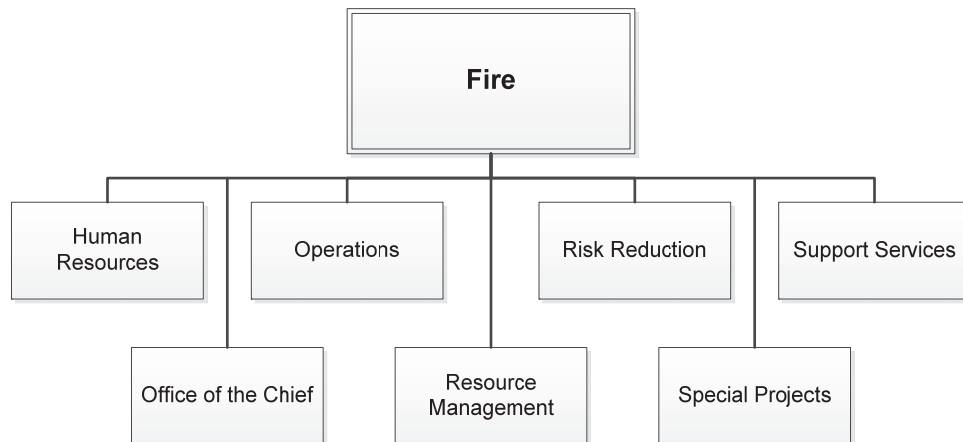 Fire
Human
Resources
Operations
Risk Reduction
Support Services
Office of the Chief
Resource
Management
Special Projects